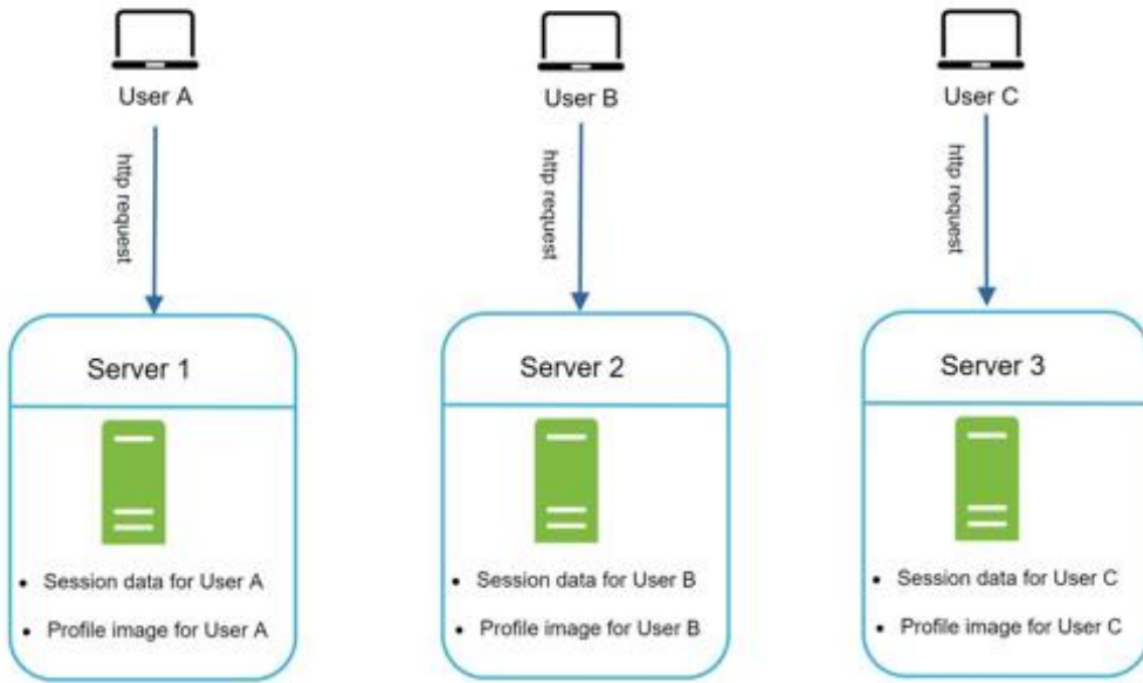 User A
User B
User C
http request
http request
http request
Server 1
Server 2
Server 3
• Session data for User A
• Profile image for User A
• Session data for User B
• Profile image for User B
• Session data for User C
• Profile image for User C